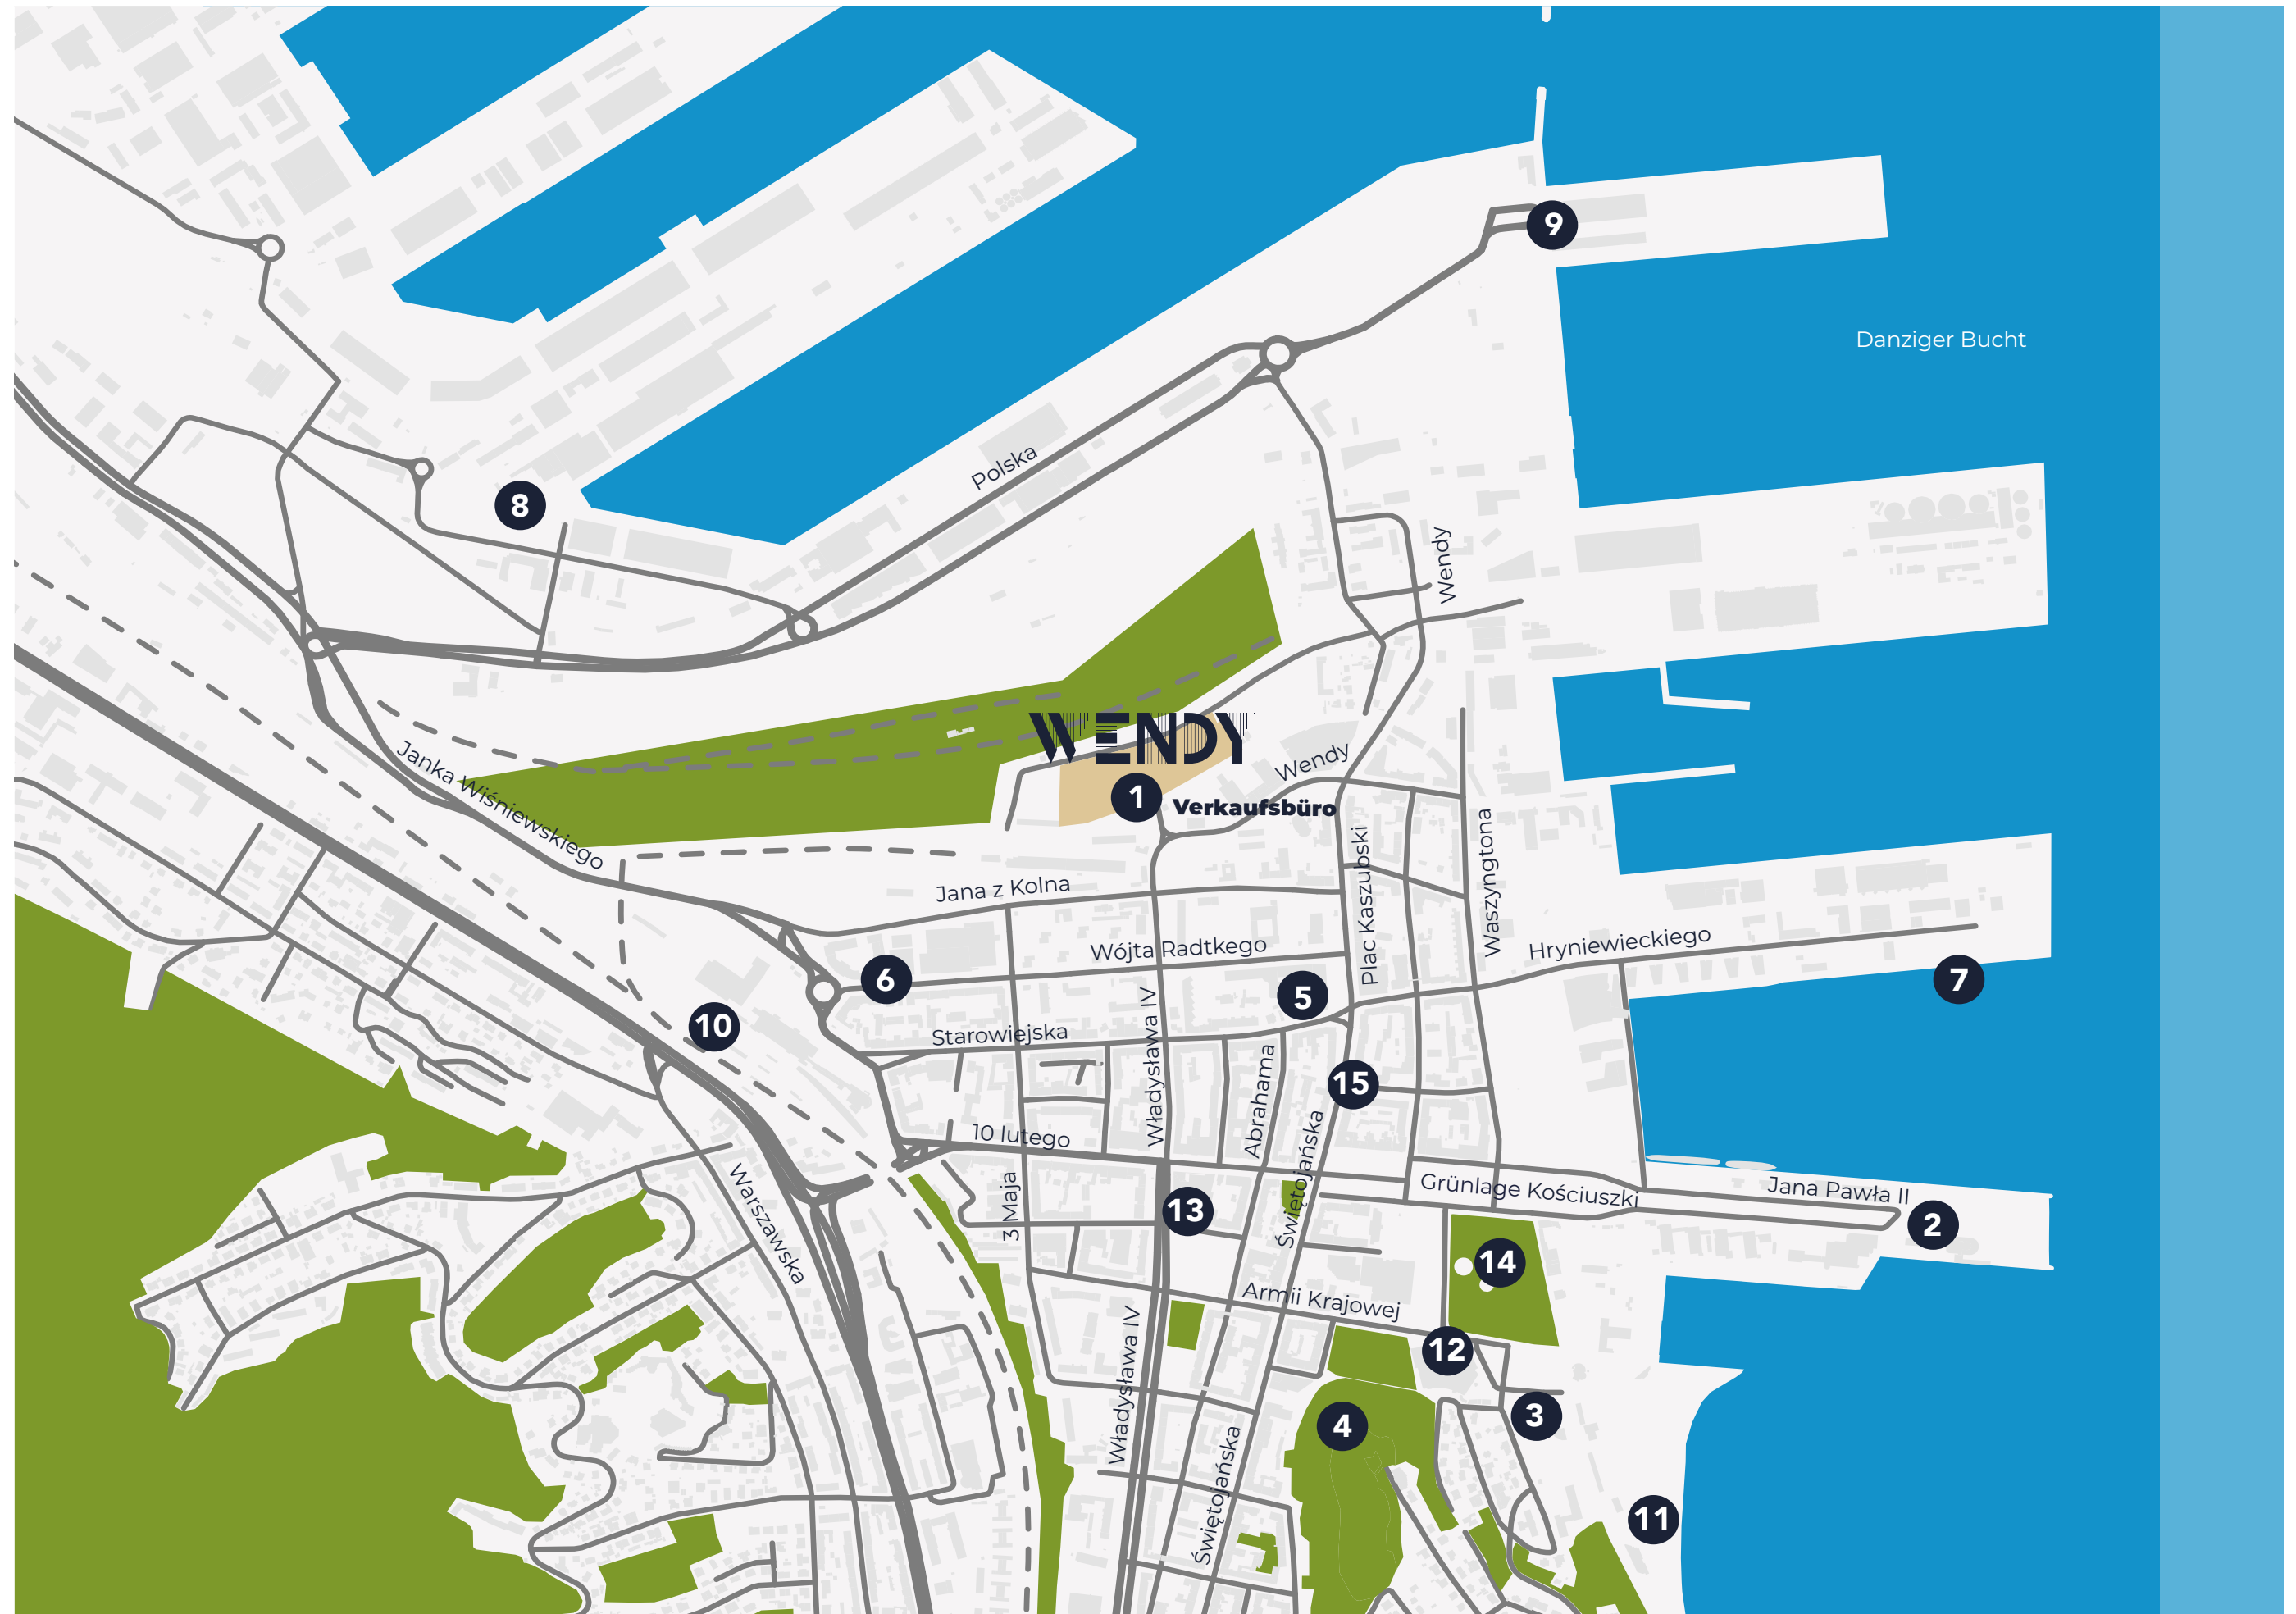 9
Danziger Bucht
Polska
8
Wendy
WENDY
Janka Wiśniewskiego
Wendy
1
Verkaufsbüro
Plac Kaszubski
Waszyngtona
Jana z Kolna
Wójta Radtkego
Hryniewieckiego
6
5
7
10
Starowiejska
Władysława IV
Abrahama
15
10 lutego
Świętojańska
Warszawska
3 Maja
13
Grünlage Kościuszki
Jana Pawła II
2
14
Armii Krajowej
12
Władysława IV
4
3
Świętojańska
11